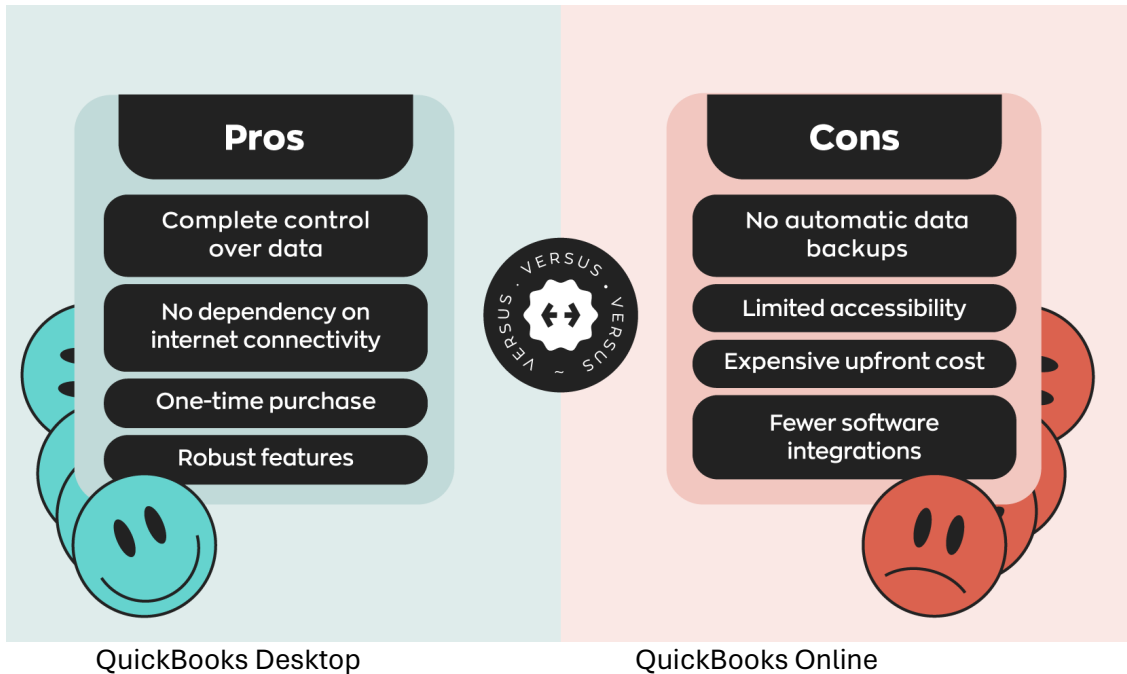 Pros
Complete control
over data
No dependency on
internet connectivity
One-time purchase
Robust features
VERSUS . VERSUS . VERSUS ~
Cons
No automatic data
backups
Limited accessibility
Expensive upfront cost
Fewer software
integrations
QuickBooks Desktop
QuickBooks Online